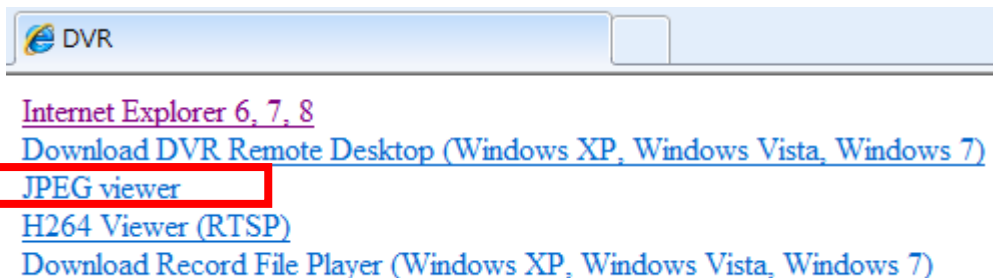 DVR
Internet Explorer 6, 7, 8
Download DVR Remote Desktop (Windows XP, Windows Vista, Windows 7)
JPEG viewer
H264 Viewer (RTSP)
Download Record File Player (Windows XP, Windows Vista, Windows 7)